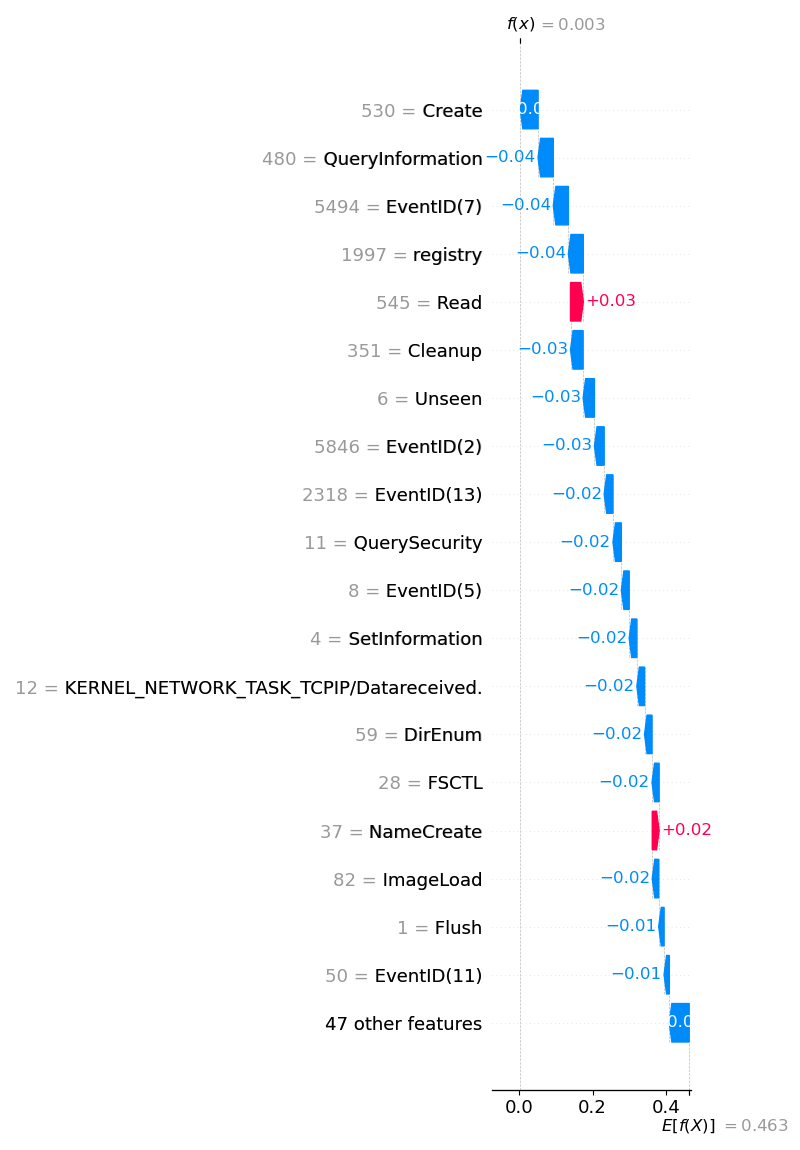 f(x) = 0.003
530 = Create
480 = QueryInformation −0.04
5494 = EventID(7) −0.04
1997 = registry −0.04
545 = Read +0.03
351 = Cleanup −0.03
6 = Unseen −0.03
5846 = EventID(2) −0.03
2318 = EventID(13) −0.02
11 = QuerySecurity −0.02
8 = EventID(5) −0.02
4 = SetInformation −0.02
12 = KERNEL_NETWORK_TASK_TCPIP/Datareceived. −0.02
59 = DirEnum −0.02
28 = FSCTL −0.02
37 = NameCreate +0.02
82 = ImageLoad −0.02
1 = Flush −0.01
50 = EventID(11) −0.01
47 other features
0.0 0.2 0.4
E[f(X)] = 0.463